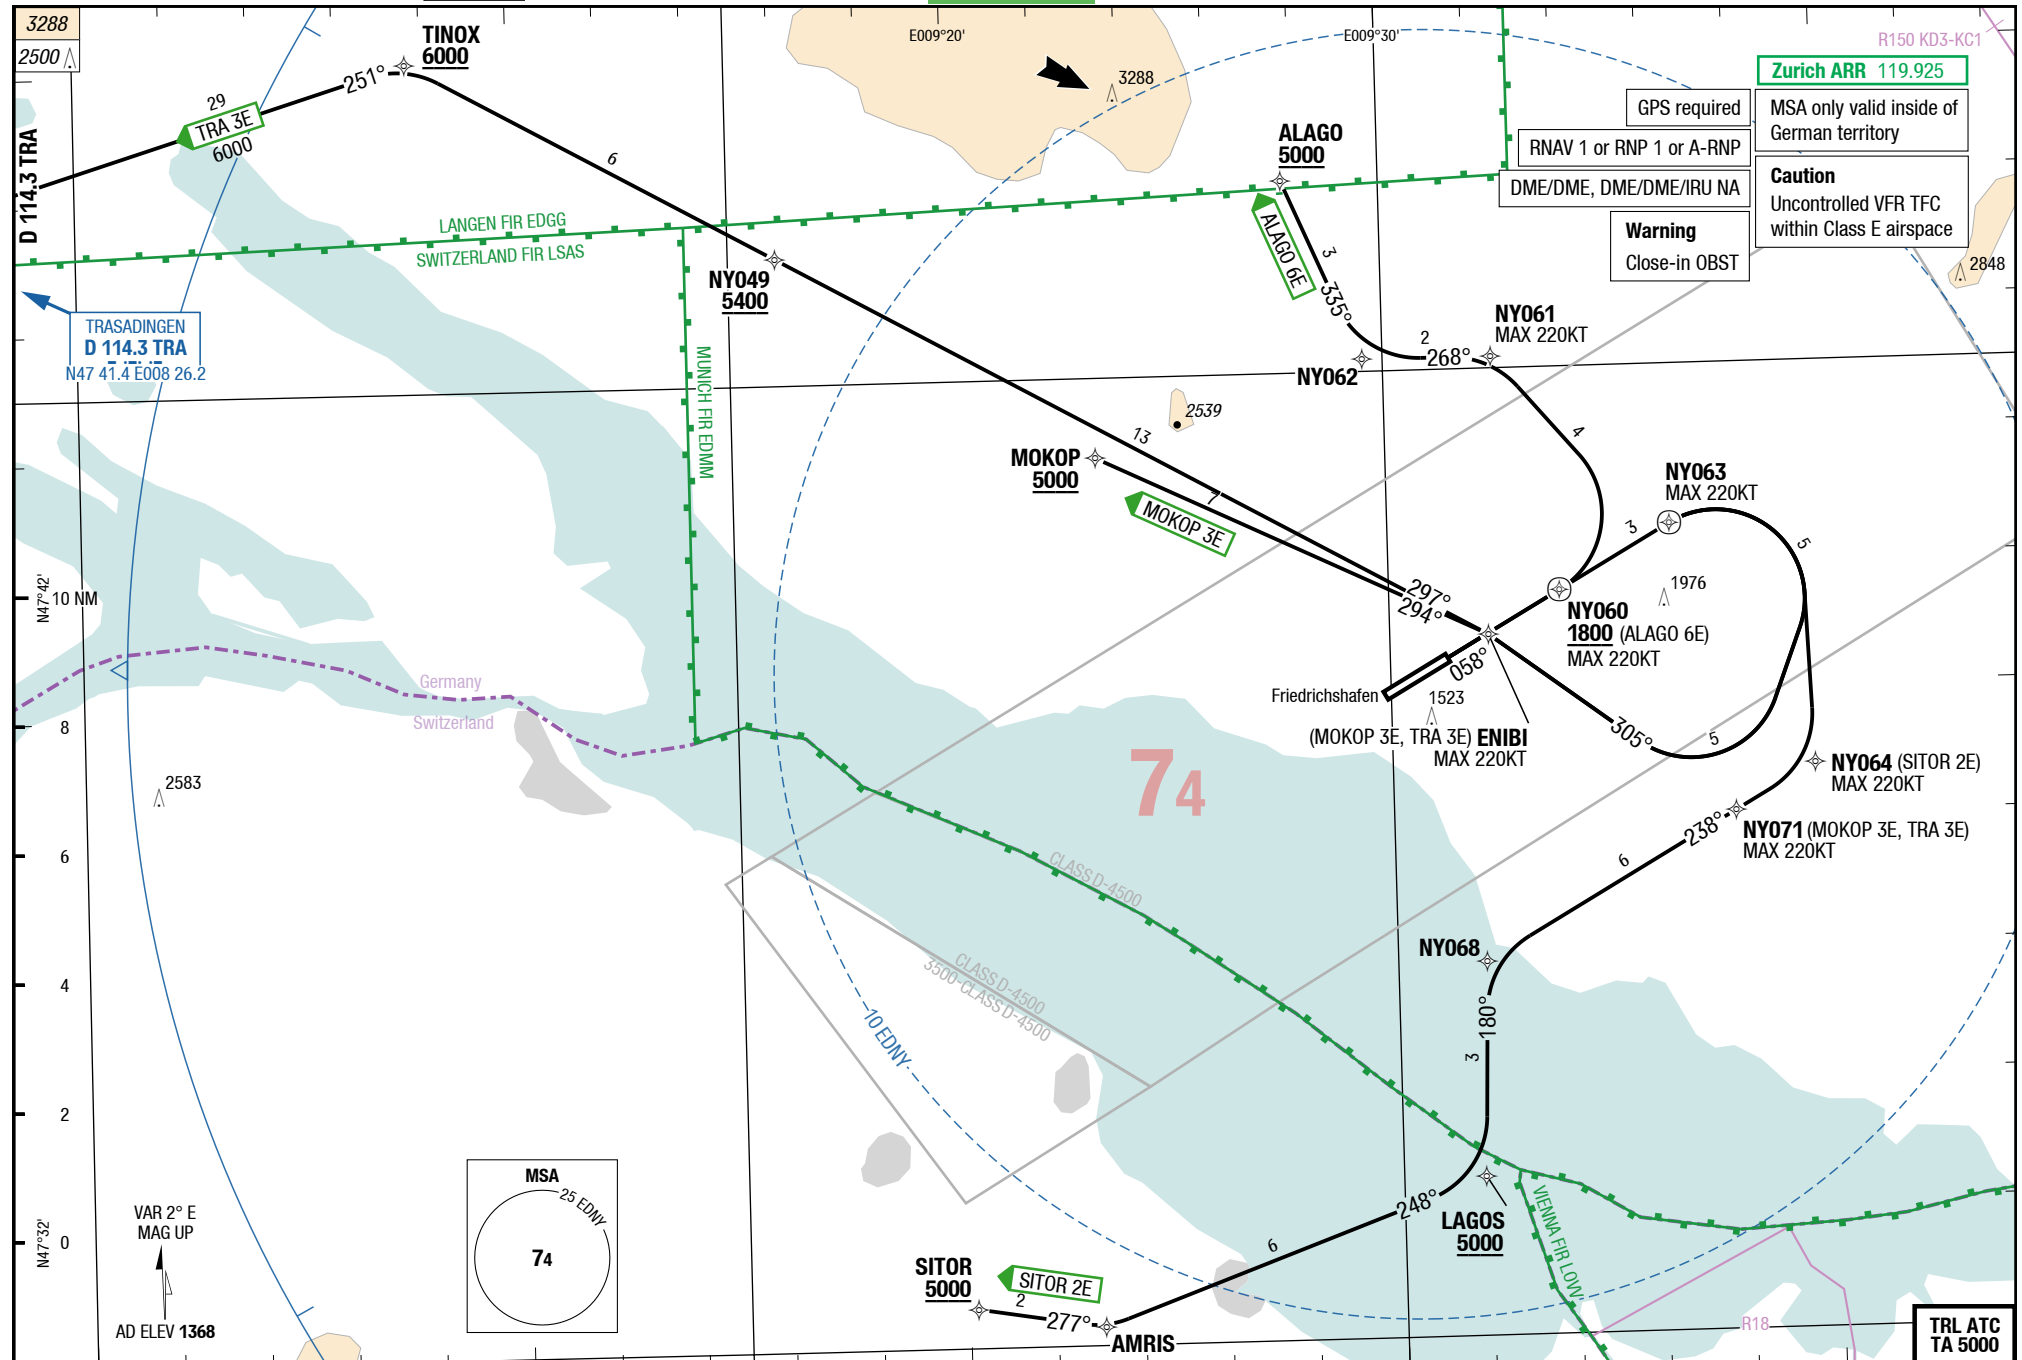 3288
2500
TINOX
6000
251°
29
TRA 3E
6000
D 114.3 TRA
6
E009°20'
E009°30'
3288
R150 KD3-KC1
Zurich ARR 119.925
GPS required
MSA only valid inside of
German territory
RNAV 1 or RNP 1 or A-RNP
DME/DME, DME/DME/IRU NA
Caution
Uncontrolled VFR TFC
within Class E airspace
Warning
Close-in OBST
2848
ALAGO
5000
ALAGO 6E
3
335°
LANGEN FIR EDGG
SWITZERLAND FIR LSAS
NY049
5400
TRASADINGEN
D 114.3 TRA
N47 41.4 E008 26.2
MUNICH FIR EDMM
NY061
MAX 220KT
2
268°
NY062
2539
13
4
MOKOP
5000
7
MOKOP 3E
NY063
MAX 220KT
3
5
297°
294°
1976
NY060
1800 (ALAGO 6E)
MAX 220KT
N47°42'
10 NM
058°
Friedrichshafen
1523
(MOKOP 3E, TRA 3E) ENIBI
MAX 220KT
305°
5
Germany
Switzerland
8
74
NY064 (SITOR 2E)
MAX 220KT
2583
NY071 (MOKOP 3E, TRA 3E)
MAX 220KT
238°
6
6
CLASS D-4500
CLASS D-4500
3500-CLASS D-4500
NY068
4
10 EDNY
180°
3
2
MSA
25 EDNY
74
VAR 2° E
MAG UP
N47°32'
0
AD ELEV 1368
248°
LAGOS
5000
VIENNA FIR LOVV
6
SITOR
5000
SITOR 2E
2
277°
AMRIS
R18
TRL ATC
TA 5000